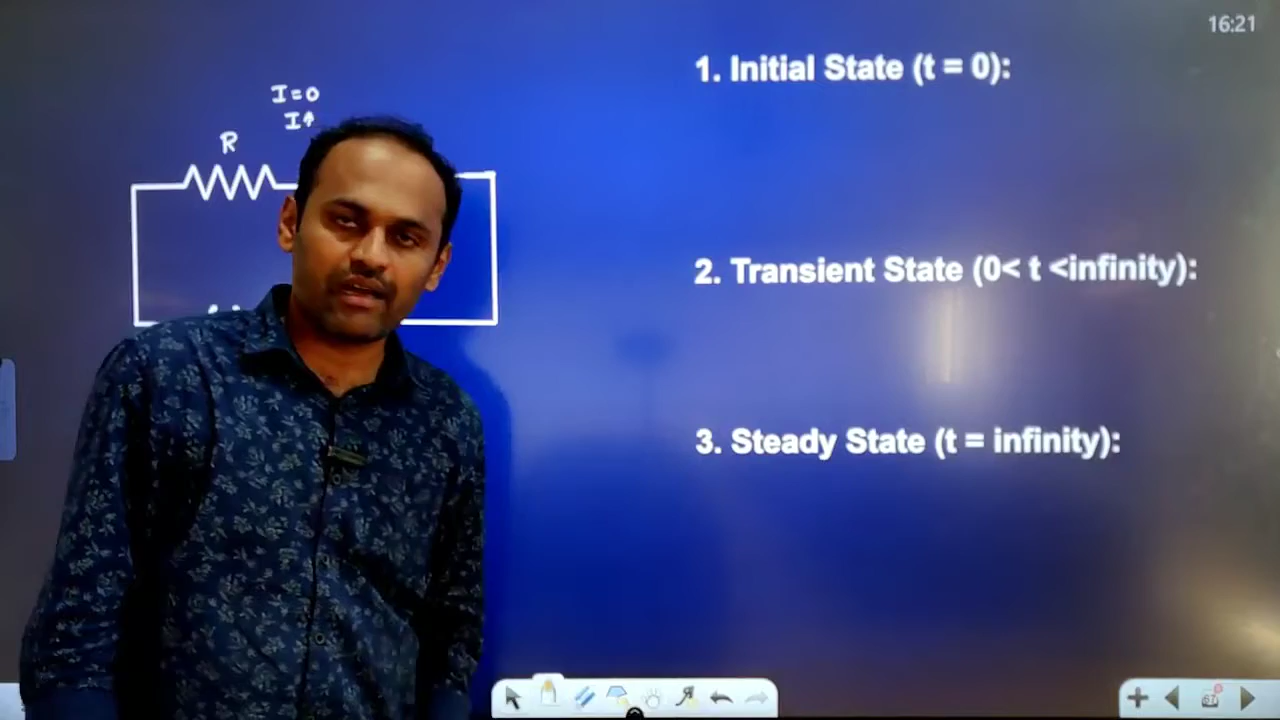 16:21
1. Initial State (t = 0):
I=0
I↑
R
2. Transient State (0< t <infinity):
3. Steady State (t = infinity):